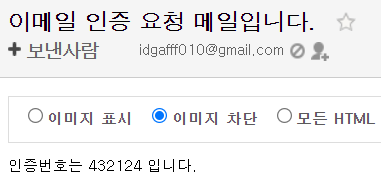 이메일 인증 요청 메일입니다.
보낸사람 idgafff010@gmail.com
이미지 표시 이미지 차단 모든 HTML
인증번호는 432124 입니다.